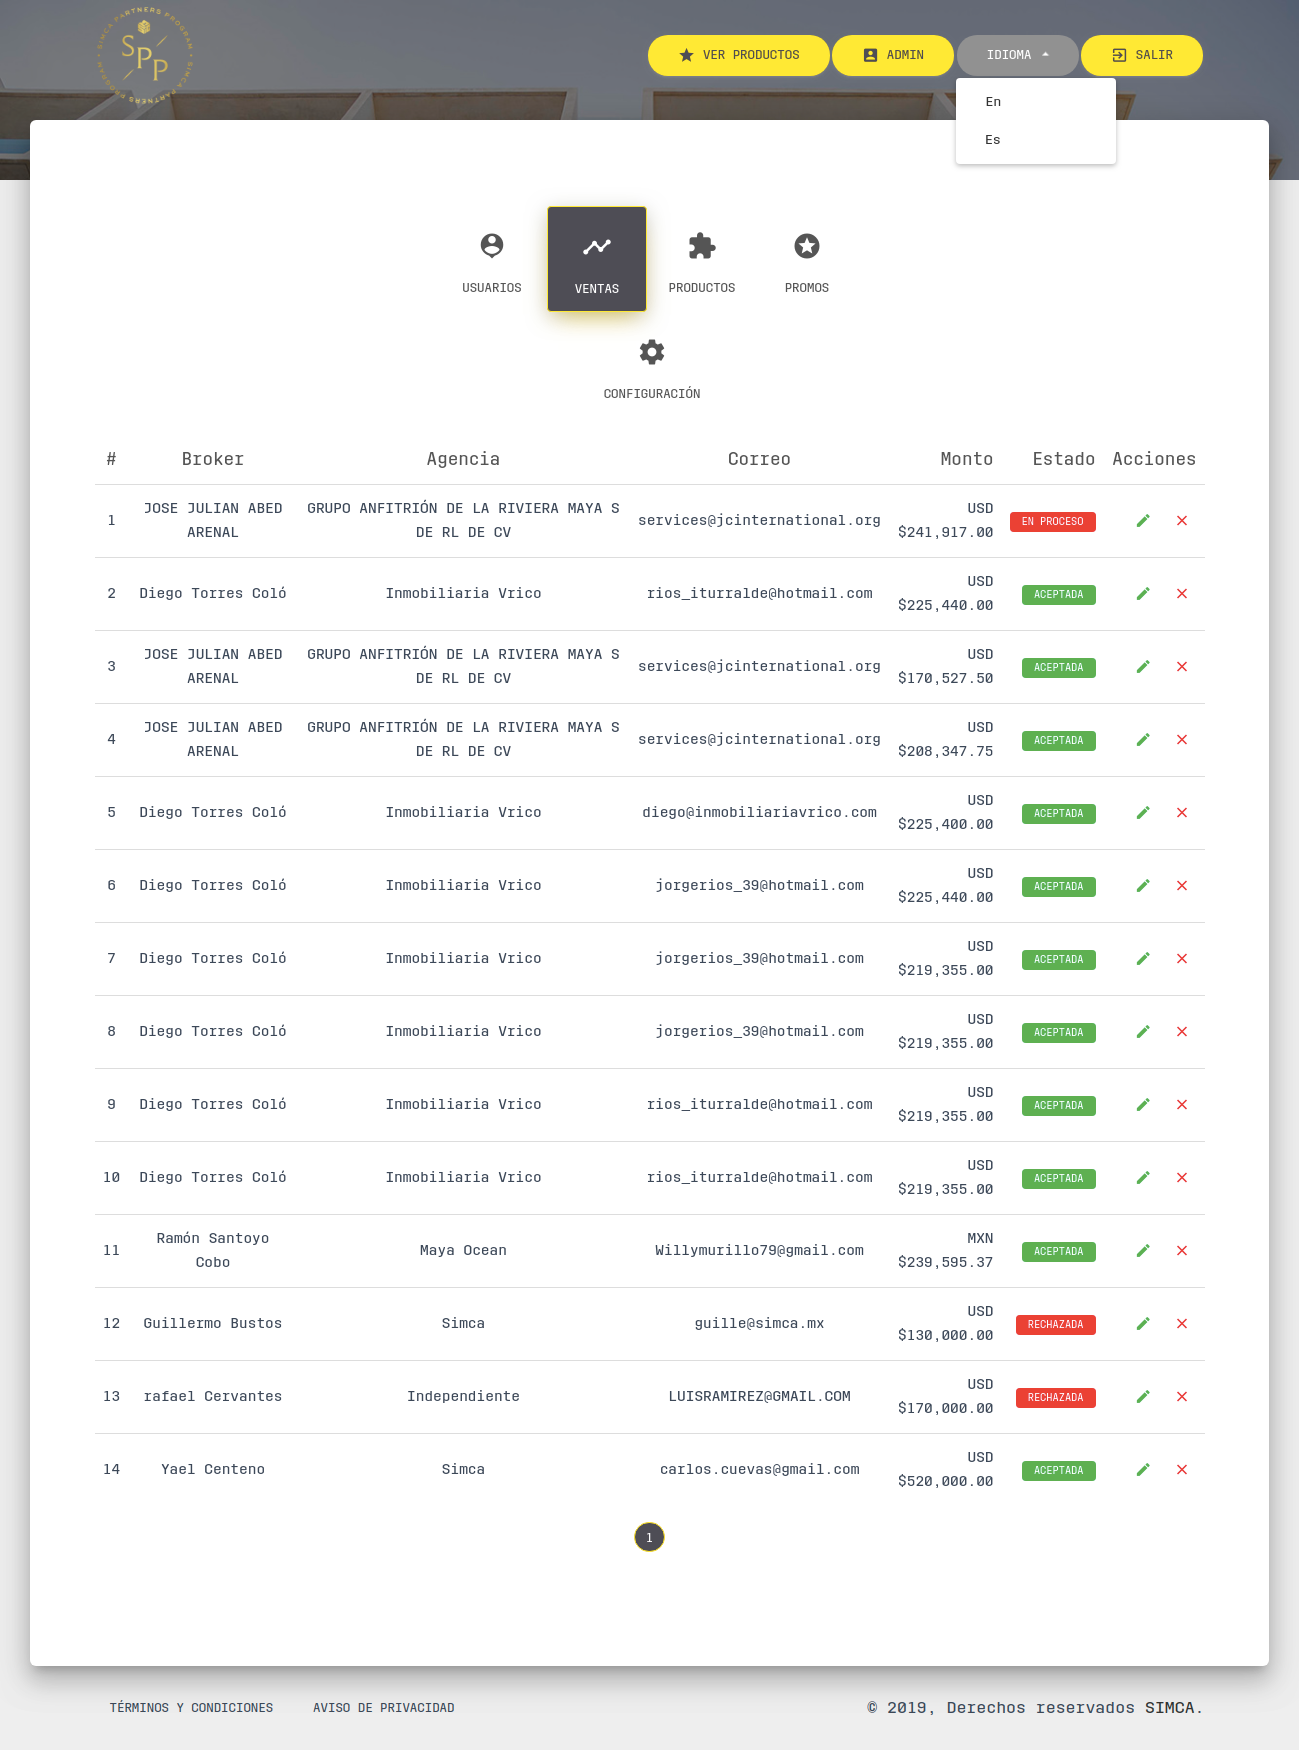 SIMCA PARTNERS PROGRAM • SIMCA PARTNERS PROGRAM •
SPP
VER PRODUCTOS
ADMIN
IDIOMA
SALIR
En
Es
USUARIOS
VENTAS
PRODUCTOS
PROMOS
CONFIGURACIÓN
# Broker Agencia Correo Monto Estado Acciones
JOSE JULIAN ABED GRUPO ANFITRIÓN DE LA RIVIERA MAYA S USD
1 services@jcinternational.org EN PROCESO
ARENAL DE RL DE CV $241,917.00
USD
2 Diego Torres Coló Inmobiliaria Vrico rios_iturralde@hotmail.com ACEPTADA
$225,440.00
JOSE JULIAN ABED GRUPO ANFITRIÓN DE LA RIVIERA MAYA S USD
3 services@jcinternational.org ACEPTADA
ARENAL DE RL DE CV $170,527.50
JOSE JULIAN ABED GRUPO ANFITRIÓN DE LA RIVIERA MAYA S USD
4 services@jcinternational.org ACEPTADA
ARENAL DE RL DE CV $208,347.75
USD
5 Diego Torres Coló Inmobiliaria Vrico diego@inmobiliariavrico.com ACEPTADA
$225,400.00
USD
6 Diego Torres Coló Inmobiliaria Vrico jorgerios_39@hotmail.com ACEPTADA
$225,440.00
USD
7 Diego Torres Coló Inmobiliaria Vrico jorgerios_39@hotmail.com ACEPTADA
$219,355.00
USD
8 Diego Torres Coló Inmobiliaria Vrico jorgerios_39@hotmail.com ACEPTADA
$219,355.00
USD
9 Diego Torres Coló Inmobiliaria Vrico rios_iturralde@hotmail.com ACEPTADA
$219,355.00
USD
10 Diego Torres Coló Inmobiliaria Vrico rios_iturralde@hotmail.com ACEPTADA
$219,355.00
Ramón Santoyo MXN
11 Maya Ocean Willymurillo79@gmail.com ACEPTADA
Cobo $239,595.37
USD
12 Guillermo Bustos Simca guille@simca.mx RECHAZADA
$130,000.00
USD
13 rafael Cervantes Independiente LUISRAMIREZ@GMAIL.COM RECHAZADA
$170,000.00
USD
14 Yael Centeno Simca carlos.cuevas@gmail.com ACEPTADA
$520,000.00
1
TÉRMINOS Y CONDICIONES AVISO DE PRIVACIDAD © 2019, Derechos reservados SIMCA.